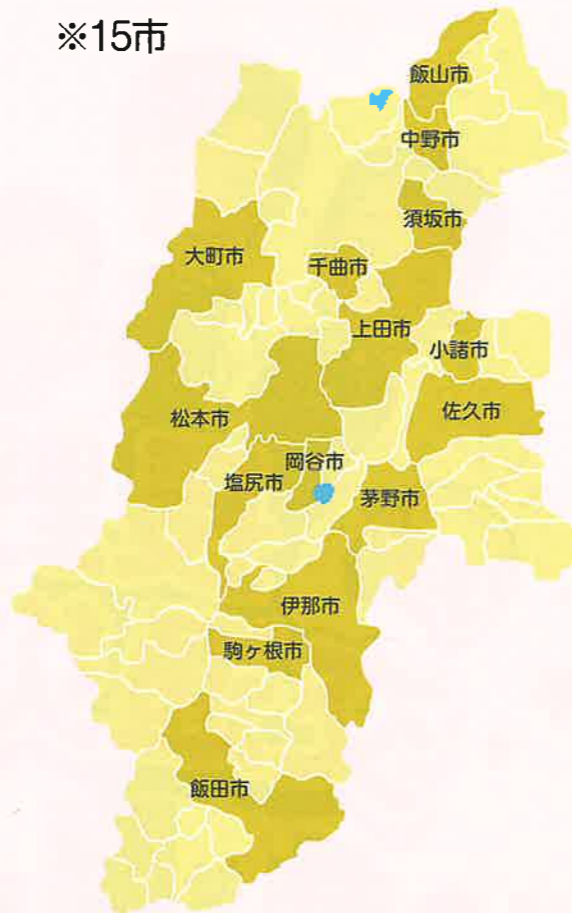 ※15市
飯山市
中野市
須坂市
大町市
千曲市
上田市
小諸市
松本市
佐久市
岡谷市
塩尻市
茅野市
伊那市
駒ヶ根市
飯田市